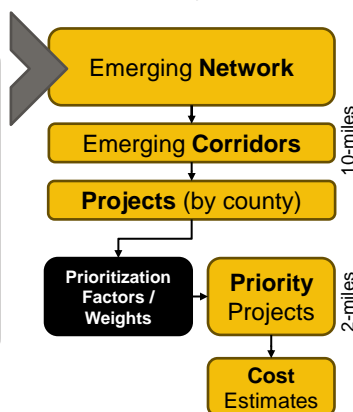 Emerging Network
Emerging Corridors
10-miles
Projects (by county)
Prioritization
Factors /
Weights
Priority
Projects
2-miles
Cost
Estimates